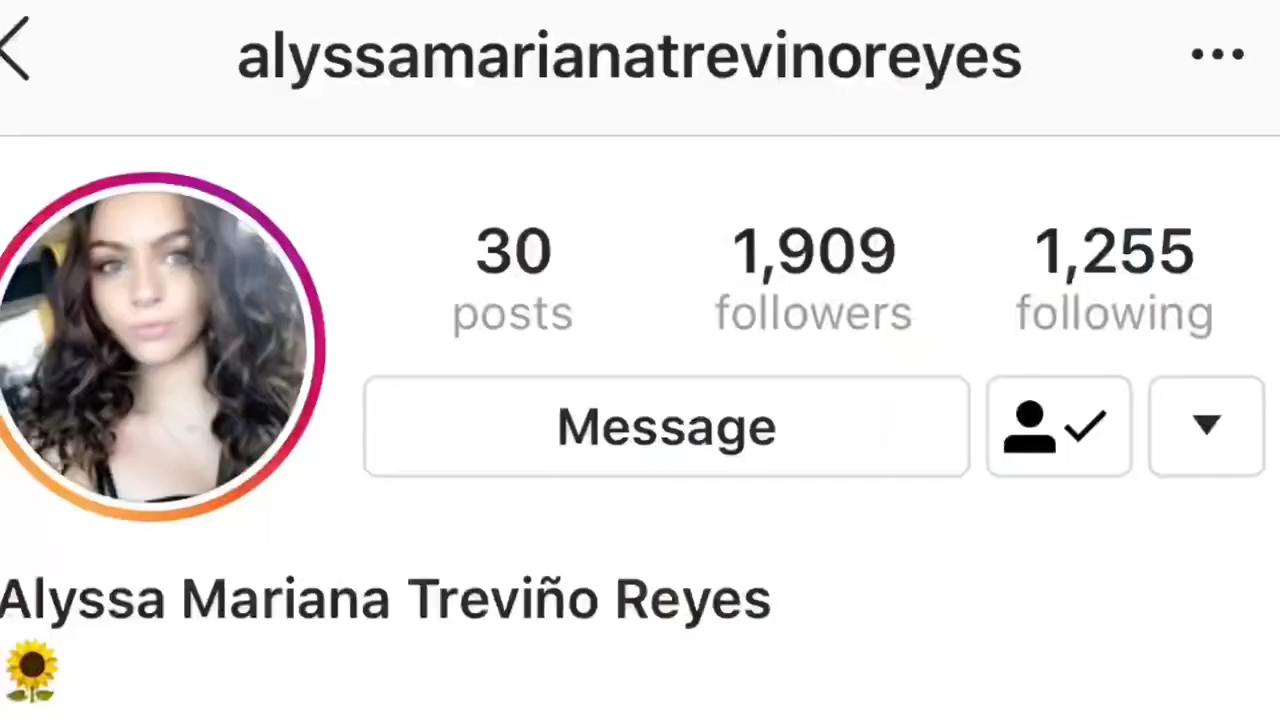 alyssamarianatrevinoreyes
30 1,909 1,255
posts followers following
Message
Alyssa Mariana Treviño Reyes
🌻